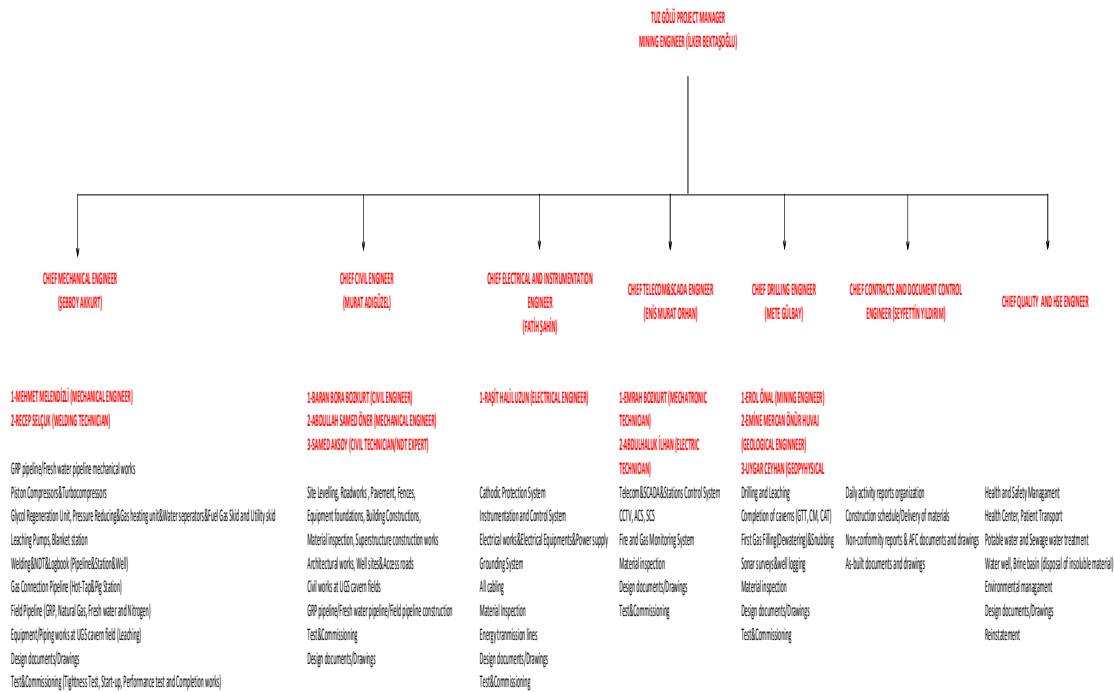 TUZ GÖLÜ PROJECT MANAGER
MINING ENGINEER (İLKER BEKTAŞOĞLU)
CHIEF MECHANICAL ENGINEER
(ŞEBBOY AKKURT)
1-MEHMET MELENDİZLİ (MECHANICAL ENGINEER)
2-RECEP SELÇUK (WELDING TECHNICIAN)
GRP pipeline/Fresh water pipeline mechanical works
Piston Compressors&Turbocompressors
Glycol Regeneration Unit, Pressure Reducing&Gas heating unit&Water seperators&Fuel Gas Skid and Utility skid
Leaching Pumps, Blanket station
Welding&NDT&Logbook (Pipeline&Station&Well)
Gas Connection Pipeline (Hot-Tap&Pig Station)
Field Pipeline (GRP, Natural Gas, Fresh water and Nitrogen)
Equipment/Piping works at UGS cavern field (Leaching)
Design documents/Drawings
Test&Commissioning (Tightness Test, Start-up, Performance test and Completion works)
CHIEF CIVIL ENGINEER
(MURAT ADIGÜZEL)
1-BARAN BORA BOZKURT (CIVIL ENGINEER)
2-ABDULLAH SAMED ÖNER (MECHANICAL ENGINEER)
3-SAMED AKSOY (CIVIL TECHNICIAN/NDT EXPERT)
Site Levelling, Roadworks , Pavement, Fences,
Equipment foundations, Building Constructions,
Material inspection, Superstructure construction works
Architectural works, Well sites&Access roads
Civil works at UGS cavern fields
GRP pipeline/Fresh water pipeline/Field pipeline construction
Test&Commissioning
Design documents/Drawings
CHIEF ELECTRICAL AND INSTRUMENTATION
ENGINEER
(FATİH ŞAHİN)
1-RAŞİT HALİL UZUN (ELECTRICAL ENGINEER)
Cathodic Protection System
Instrumentation and Control System
Electrical works&Electrical Equipments&Power supply
Grounding System
All cabling
Material Inspection
Energy tranmission lines
Design documents/Drawings
Test&Commissioning
CHIEF TELECOM&SCADA ENGINEER
(ENİS MURAT ORHAN)
1-EMRAH BOZKURT (MECHATRONIC
TECHNICIAN)
2-ABDULHALUK İLHAN (ELECTRIC
TECHNICIAN)
Telecom&SCADA&Stations Control System
CCTV, ACS, SCS
Fire and Gas Monitoring System
Material inspection
Design documents/Drawings
Test&Commissioning
CHIEF DRILLING ENGINEER
(METE GÜLBAY)
1-EROL ÖNAL (MINING ENGINEER)
2-EMİNE MERCAN ÖNÜR HUVAJ
(GEOLOGICAL ENGINNEER)
3-UYGAR CEYHAN (GEOPYHYSICAL
Drilling and Leaching
Completion of caverns (GTT, CM, CAT)
First Gas Filling(Dewatering)&Snubbing
Sonar surveys&well logging
Material inspection
Design documents/Drawings
Test&Commissioning
CHIEF CONTRACTS AND DOCUMENT CONTROL
ENGINEER (SEYFETTİN YILDIRIM)
Daily activity reports organization
Construction schedule/Delivery of materials
Non-conformity reports & AFC documents and drawings
As-built documents and drawings
CHIEF QUALITY AND HSE ENGINEER
Health and Safety Managament
Health Center, Patient Transport
Potable water and Sewage water treatment
Water well, Brine basin (disposal of insoluble material)
Environmental managament
Design documents/Drawings
Reinstatement